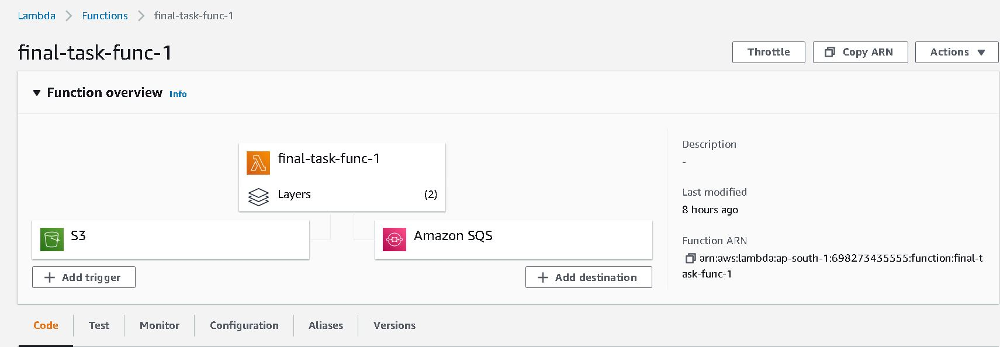 Lambda > Functions > final-task-func-1
final-task-func-1
Throttle
Copy ARN
Actions ▼
▼ Function overview Info
final-task-func-1
Layers (2)
S3
Amazon SQS
+ Add trigger
+ Add destination
Description
-
Last modified
8 hours ago
Function ARN
arn:aws:lambda:ap-south-1:698273435555:function:final-t
ask-func-1
Code
Test
Monitor
Configuration
Aliases
Versions